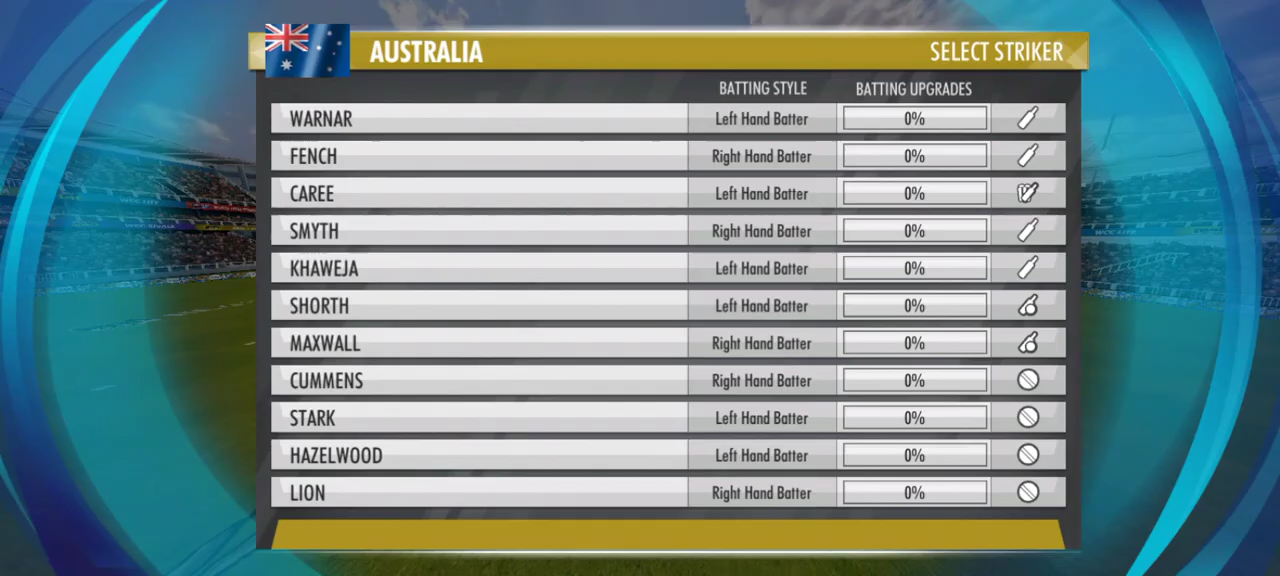 AUSTRALIA SELECT STRIKER
BATTING STYLE BATTING UPGRADES
WARNAR Left Hand Batter 0%
FENCH Right Hand Batter 0%
CAREE Left Hand Batter 0%
SMYTH Right Hand Batter 0%
KHAWEJA Left Hand Batter 0%
SHORTH Left Hand Batter 0%
MAXWALL Right Hand Batter 0%
CUMMENS Right Hand Batter 0%
STARK Left Hand Batter 0%
HAZELWOOD Left Hand Batter 0%
LION Right Hand Batter 0%